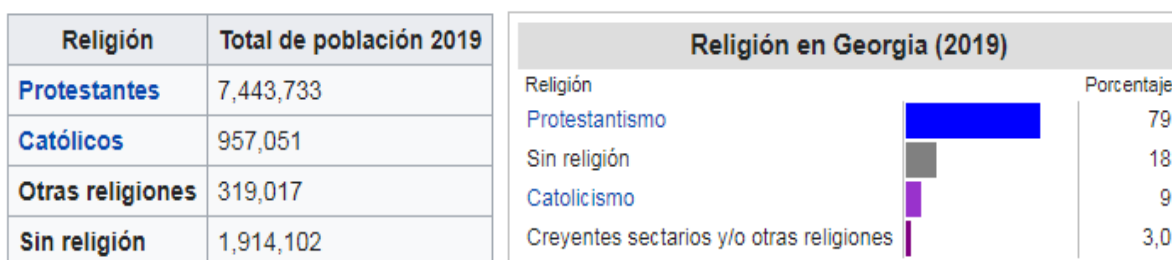 Religión Total de población 2019
Protestantes 7,443,733
Católicos 957,051
Otras religiones 319,017
Sin religión 1,914,102
Religión en Georgia (2019)
Religión Porcentaje
Protestantismo 79
Sin religión 18
Catolicismo 9
Creyentes sectarios y/o otras religiones 3,0